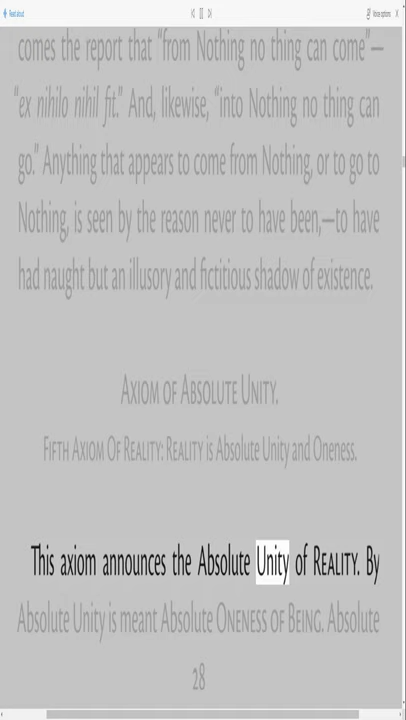 Read aloud
Voice options
comes the report that “from Nothing no thing can come”—
“ex nihilo nihil fit.” And, likewise, “into Nothing no thing can
go.” Anything that appears to come from Nothing, or to go to
Nothing, is seen by the reason never to have been,—to have
had naught but an illusory and fictitious shadow of existence.
Axiom of Absolute Unity.
Fifth Axiom Of Reality: Reality is Absolute Unity and Oneness.
This axiom announces the Absolute Unity of Reality. By
Absolute Unity is meant Absolute Oneness of Being. Absolute
28